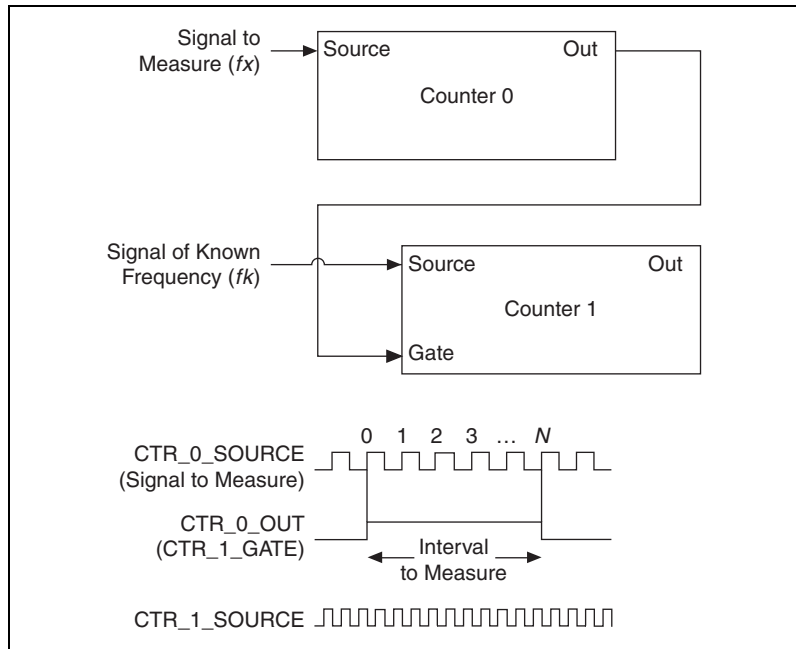 Signal to
Measure (fx)
Source
Out
Counter 0
Signal of Known
Frequency (fk)
Source
Out
Counter 1
Gate
0 1 2 3 … N
CTR_0_SOURCE
(Signal to Measure)
CTR_0_OUT
(CTR_1_GATE)
Interval
to Measure
CTR_1_SOURCE